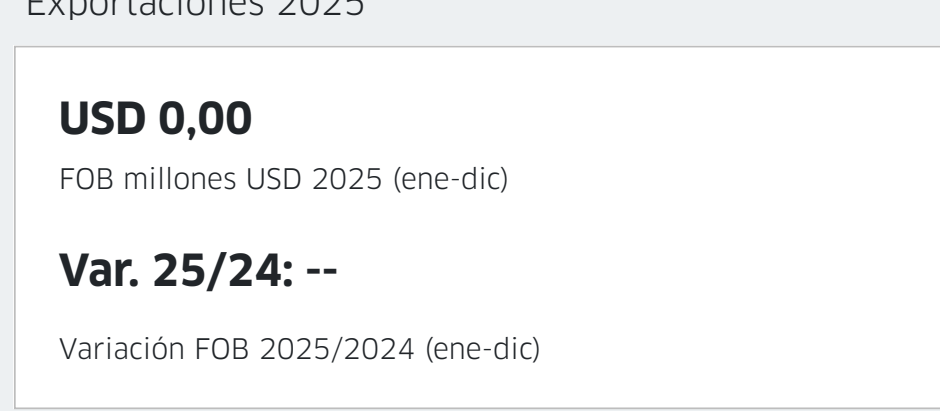 Exportaciones 2025
USD 0,00
FOB millones USD 2025 (ene-dic)
Var. 25/24: --
Variación FOB 2025/2024 (ene-dic)